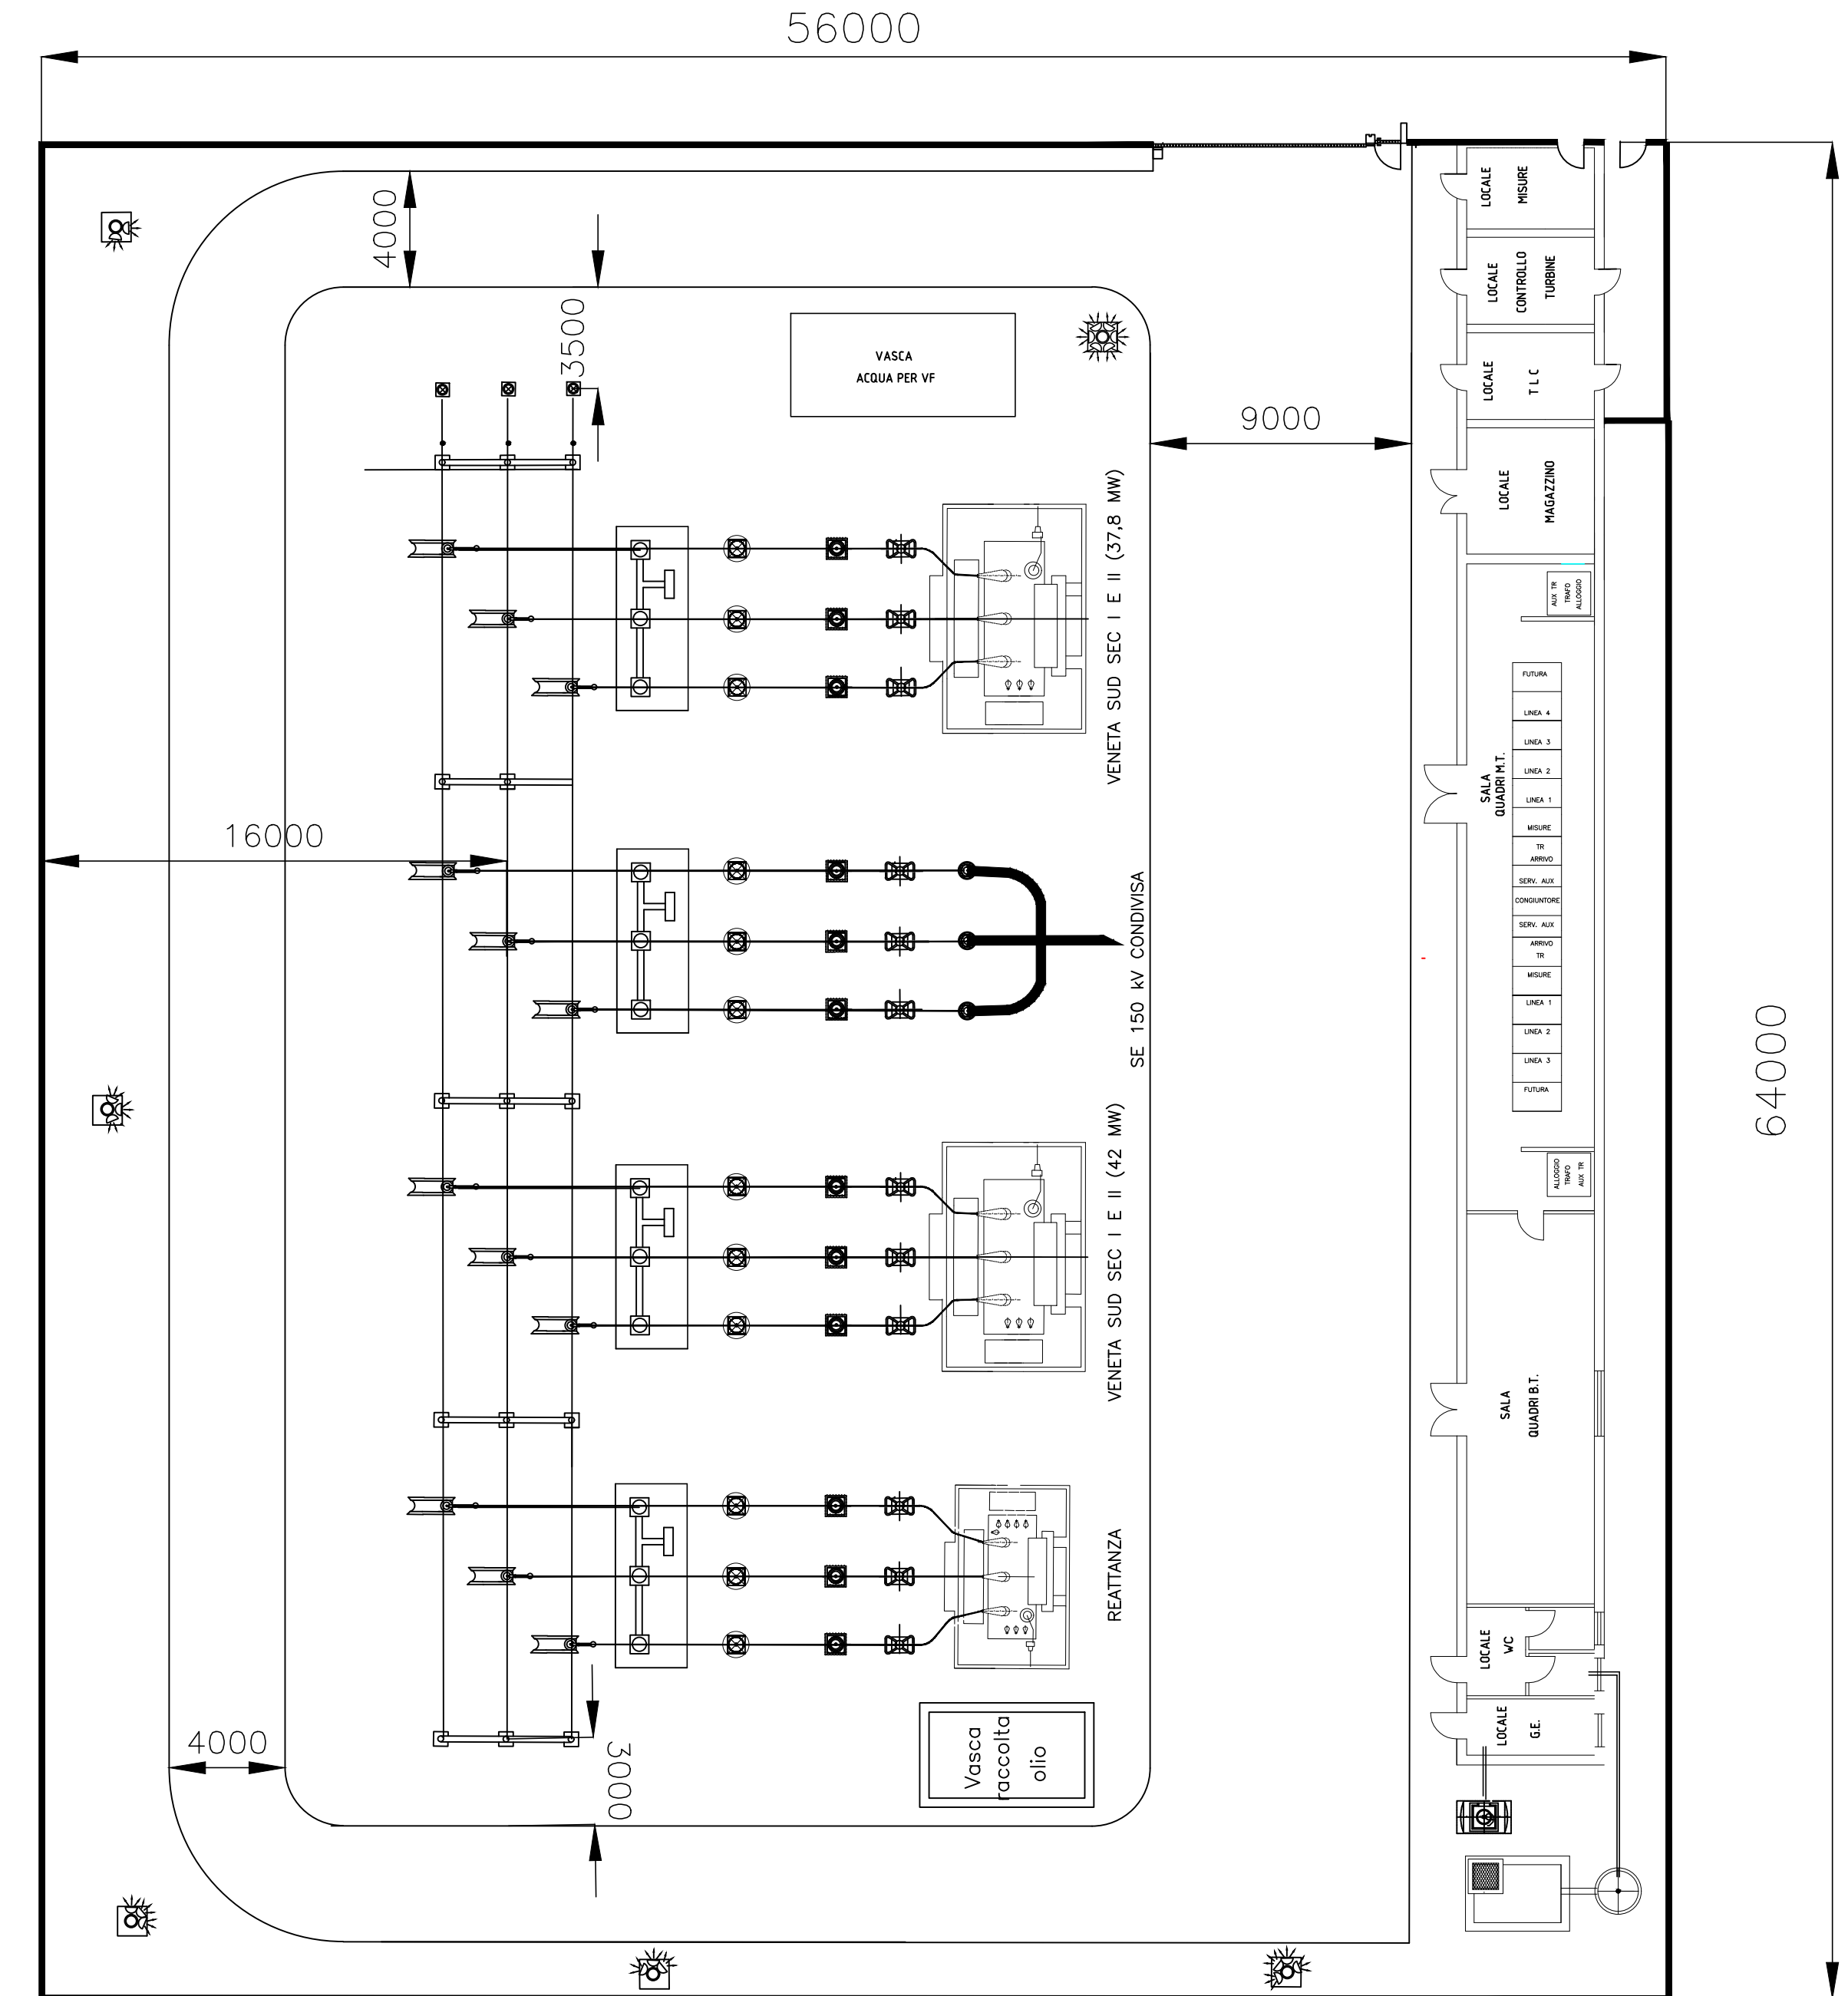 56000
4000
3500
VASCA
ACQUA PER VF
9000
LOCALE
MISURE
LOCALE
CONTROLLO
TURBINE
LOCALE
T L C
LOCALE
MAGAZZINO
VENETA SUD SEC I E II (37,8 MW)
AUX TR
TRAFO
ALLOGGIO
SALA
QUADRI M.T.
FUTURA
LINEA 4
LINEA 3
LINEA 2
LINEA 1
MISURE
TR
ARRIVO
SERV. AUX
CONGIUNTORE
SERV. AUX
ARRIVO
TR
MISURE
LINEA 1
LINEA 2
LINEA 3
FUTURA
16000
SE 150 kV CONDIVISA
64000
ALLOGGIO
TRAFO
AUX TR
VENETA SUD SEC I E II (42 MW)
SALA
QUADRI B.T.
REATTANZA
LOCALE
WC
LOCALE
G.E.
4000
3000
Vasca
raccolta
olio